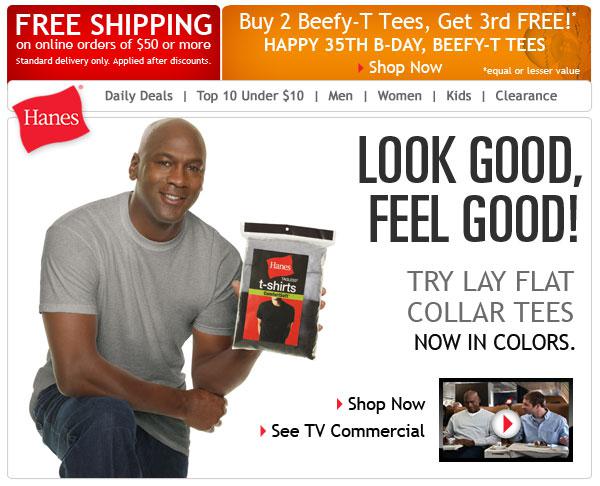 FREE SHIPPING
on online orders of $50 or more
Standard delivery only. Applied after discounts.
Buy 2 Beefy-T Tees, Get 3rd FREE!*
HAPPY 35TH B-DAY, BEEFY-T TEES
Shop Now
*equal or lesser value
Hanes®
Daily Deals | Top 10 Under $10 | Men | Women | Kids | Clearance
LOOK GOOD,
FEEL GOOD!
Hanes
TAGLESS
t-shirts
ComfortSoft
TRY LAY FLAT
COLLAR TEES
NOW IN COLORS.
Shop Now
See TV Commercial